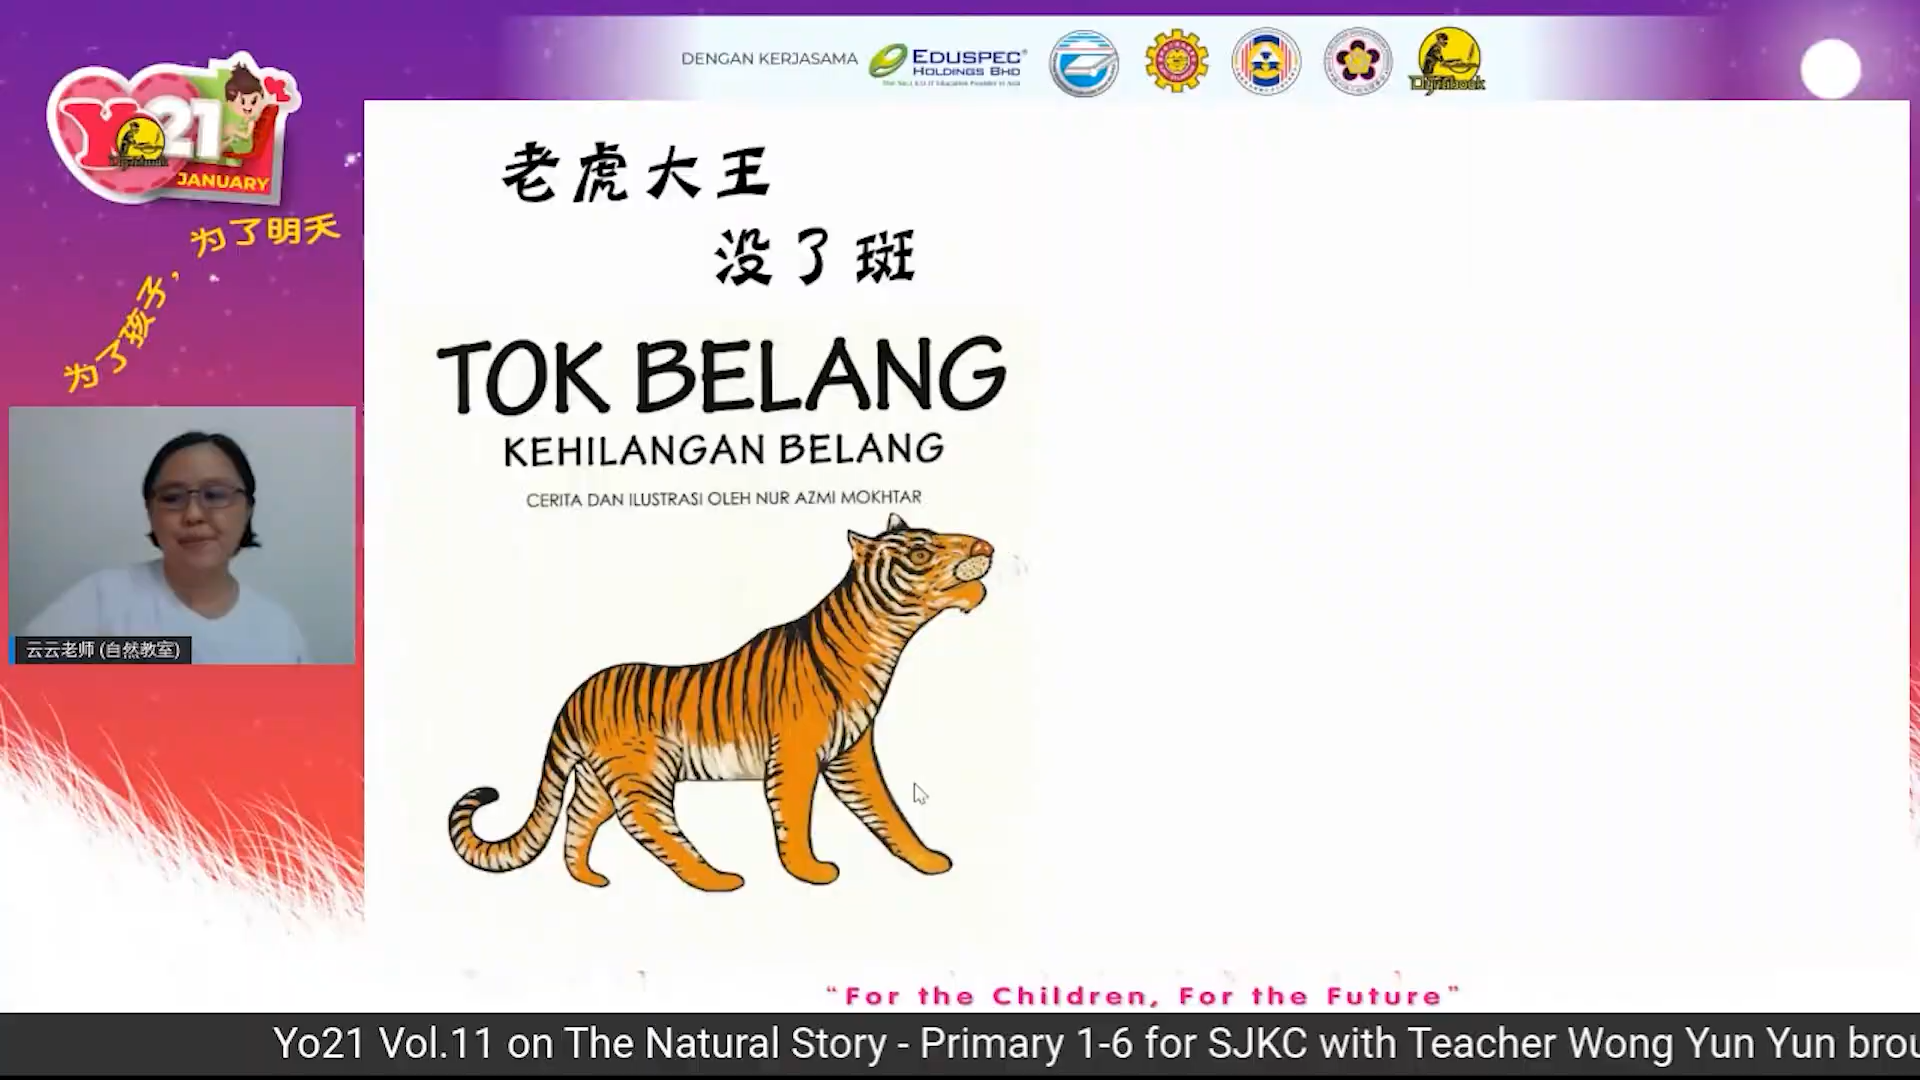 DENGAN KERJASAMA
EDUSPEC
HOLDINGS BHD
Yo21
JANUARY
为了孩子，为了明天
老虎大王
没了斑
TOK BELANG
KEHILANGAN BELANG
CERITA DAN ILUSTRASI OLEH NUR AZMI MOKHTAR
云云老师 (自然教室)
“For the Children, For the Future”
Yo21 Vol.11 on The Natural Story - Primary 1-6 for SJKC with Teacher Wong Yun Yun brou